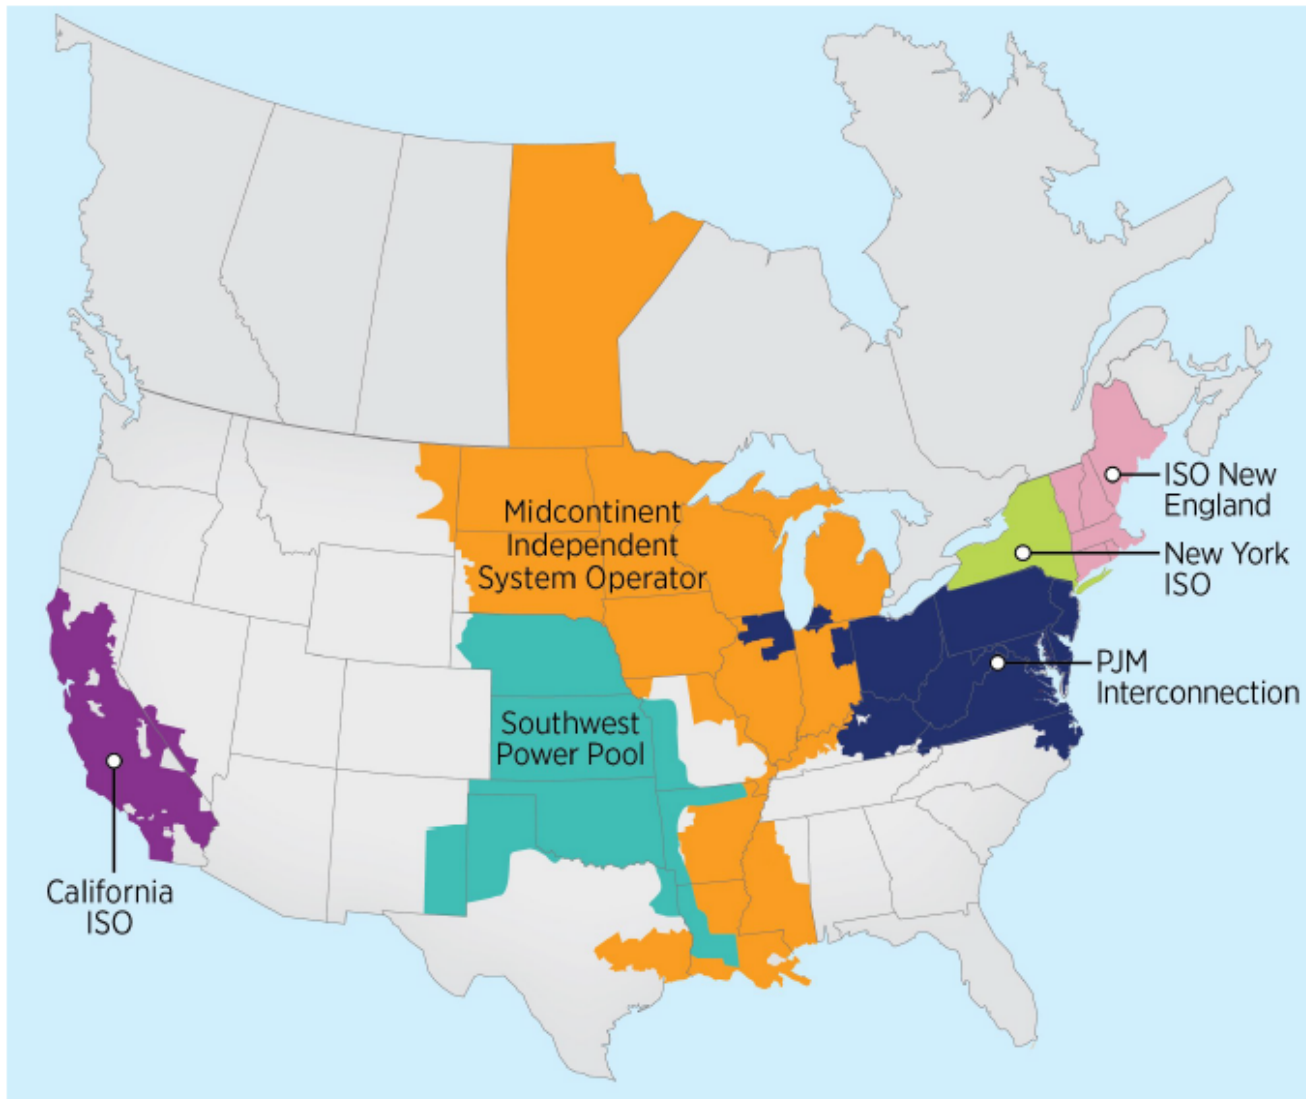 Midcontinent
Independent
System Operator
ISO New
England
New York
ISO
PJM
Interconnection
Southwest
Power Pool
California
ISO